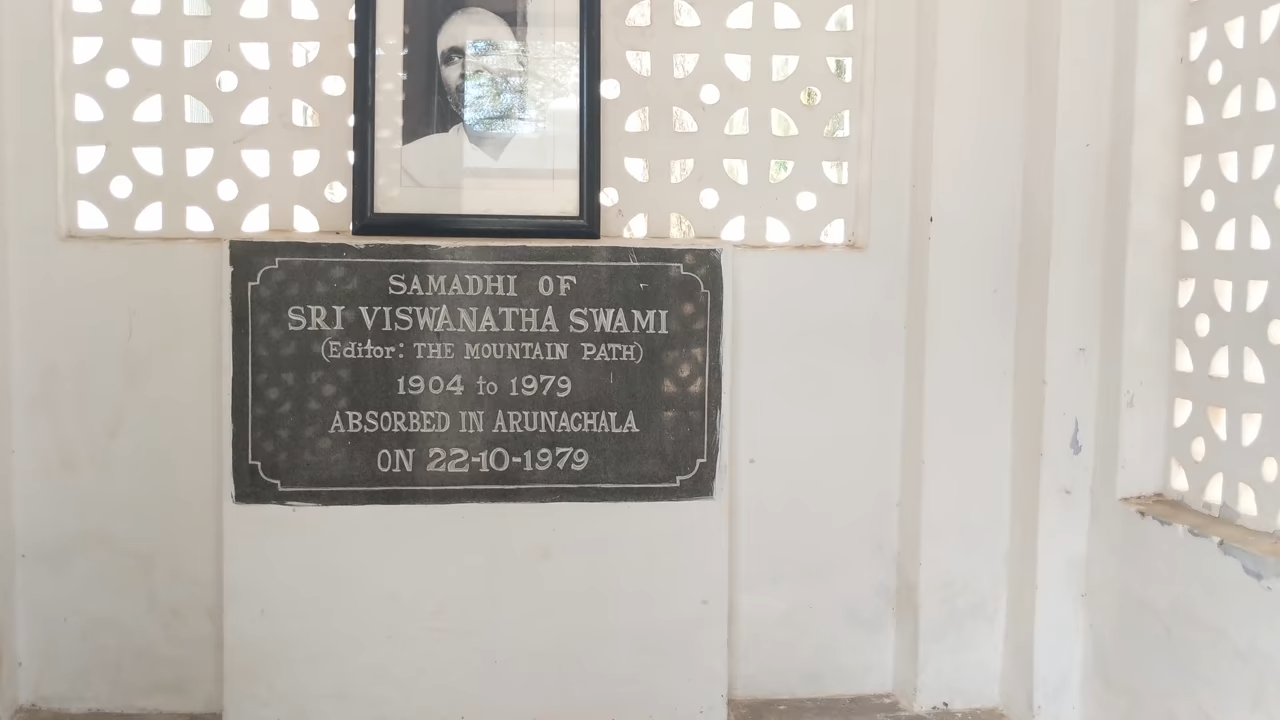 SAMADHI OF
SRI VISWANATHA SWAMI
(Editor: THE MOUNTAIN PATH)
1904 to 1979
ABSORBED IN ARUNACHALA
ON 22-10-1979